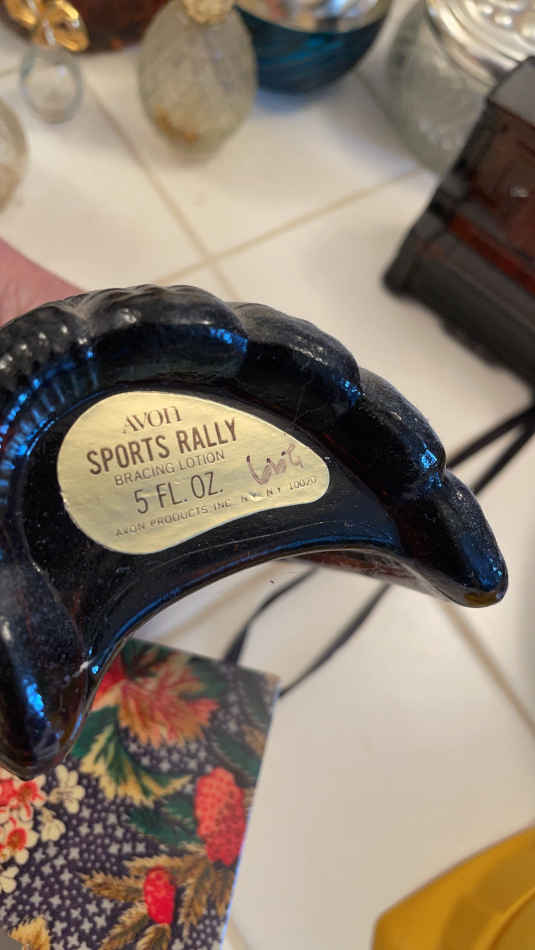 AVON
SPORTS RALLY
BRACING LOTION
5 FL. OZ.
AVON PRODUCTS INC. N.Y. N.Y. 10020